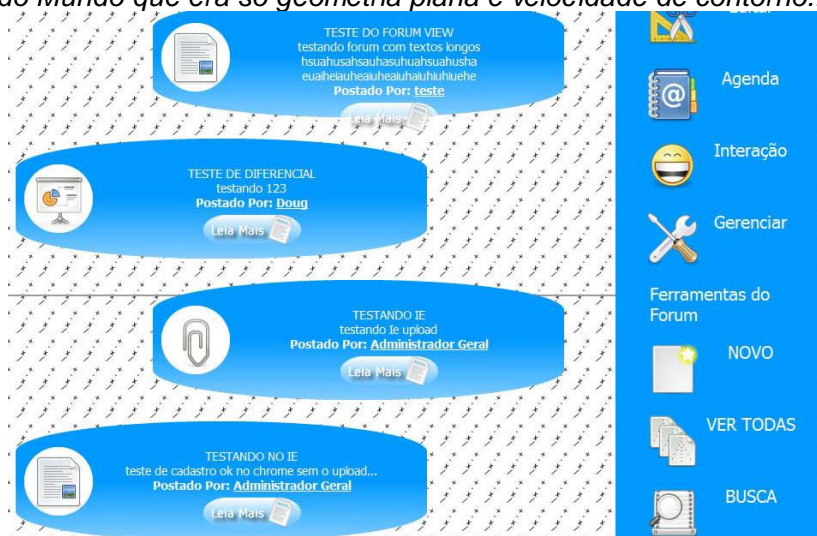 do Mundo que era só geometria plana e velocidade de contorno...
TESTE DO FORUM VIEW
testando forum com textos longos
hsuahusahsauhasuhuahsuahusha
euaiheiauheaiuheaiuhaiuhiuhiuehe
Postado Por: teste
Leia Mais
TESTE DE DIFERENCIAL
testando 123
Postado Por: Doug
Leia Mais
TESTANDO IE
testando Ie upload
Postado Por: Administrador Geral
Leia Mais
TESTANDO NO IE
teste de cadastro ok no chrome sem o upload...
Postado Por: Administrador Geral
Leia Mais
Agenda
Interação
Gerenciar
Ferramentas do
Forum
NOVO
VER TODAS
BUSCA